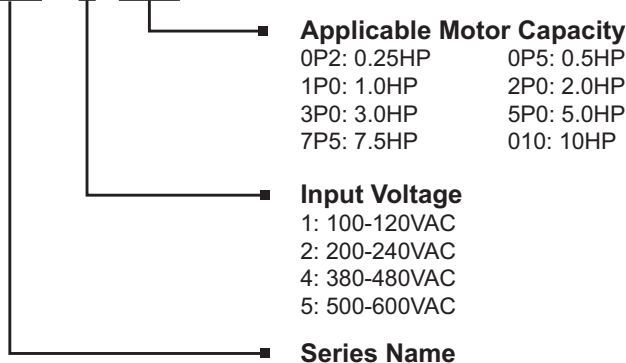 Applicable Motor Capacity
0P2: 0.25HP 0P5: 0.5HP
1P0: 1.0HP 2P0: 2.0HP
3P0: 3.0HP 5P0: 5.0HP
7P5: 7.5HP 010: 10HP
Input Voltage
1: 100-120VAC
2: 200-240VAC
4: 380-480VAC
5: 500-600VAC
Series Name